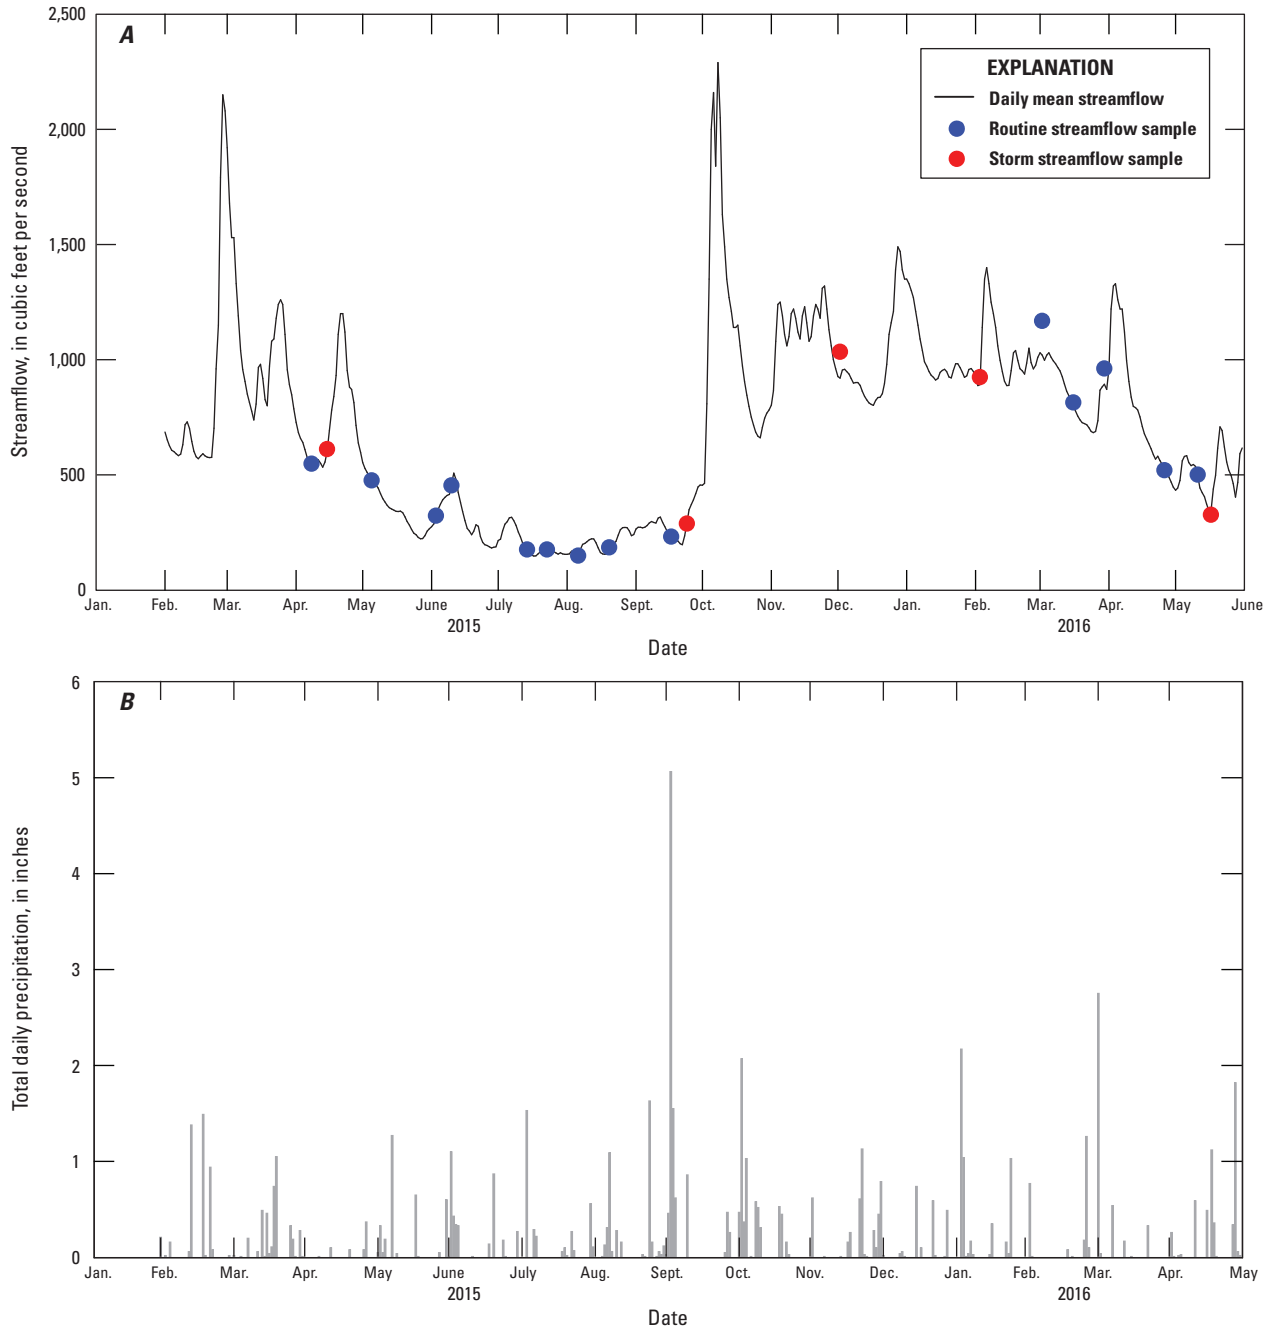 A
2,500
2,000
1,500
1,000
500
0
Streamflow, in cubic feet per second
EXPLANATION
Daily mean streamflow
Routine streamflow sample
Storm streamflow sample
Jan. Feb. Mar. Apr. May June July Aug. Sept. Oct. Nov. Dec. Jan. Feb. Mar. Apr. May June
2015 2016
Date
B
6
5
4
3
2
1
0
Total daily precipitation, in inches
Jan. Feb. Mar. Apr. May June July Aug. Sept. Oct. Nov. Dec. Jan. Feb. Mar. Apr. May
2015 2016
Date